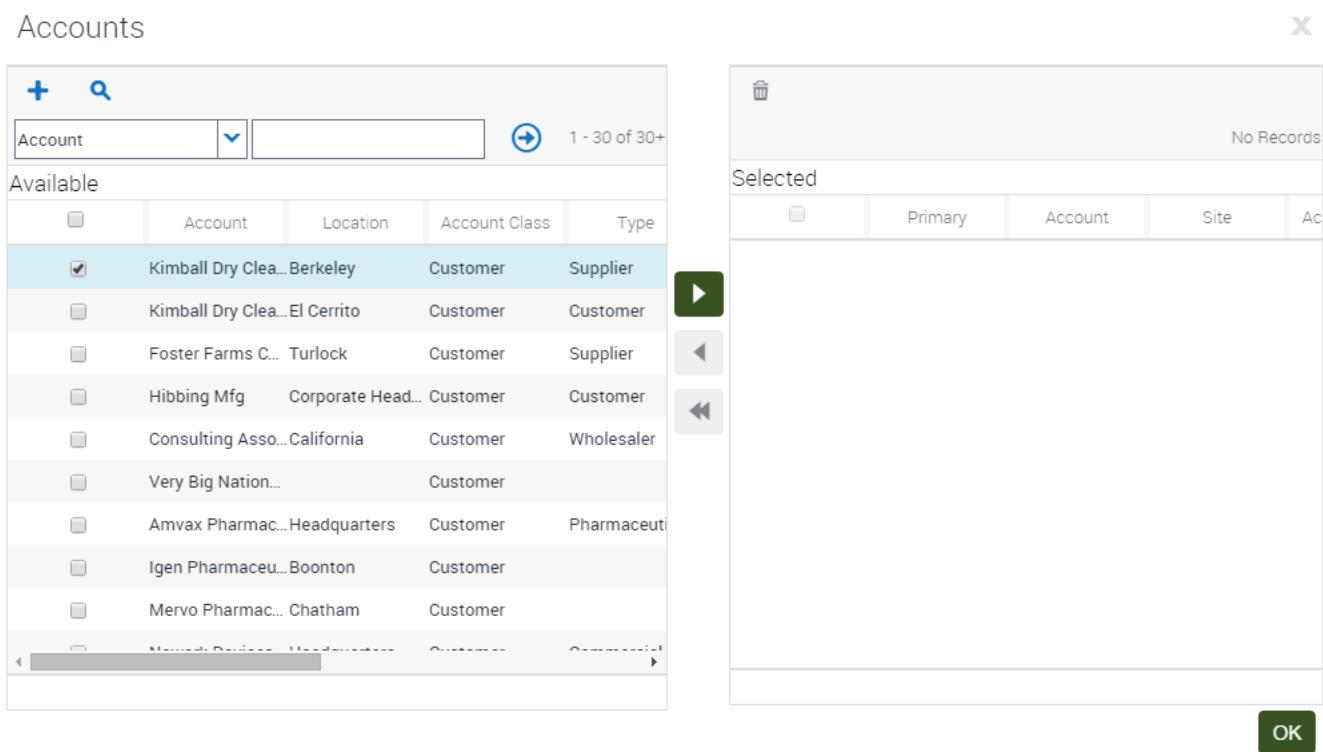 Accounts X
Account 1 - 30 of 30+
No Records
Available
Selected
Account Location Account Class Type
Primary Account Site Ac
Kimball Dry Clea... Berkeley Customer Supplier
Kimball Dry Clea... El Cerrito Customer Customer
Foster Farms C... Turlock Customer Supplier
Hibbing Mfg Corporate Head... Customer Customer
Consulting Asso... California Customer Wholesaler
Very Big Nation... Customer
Amvax Pharmac... Headquarters Customer Pharmaceuti
Igen Pharmaceu... Boonton Customer
Mervo Pharmac... Chatham Customer
Headquarters Customer Commercial
OK